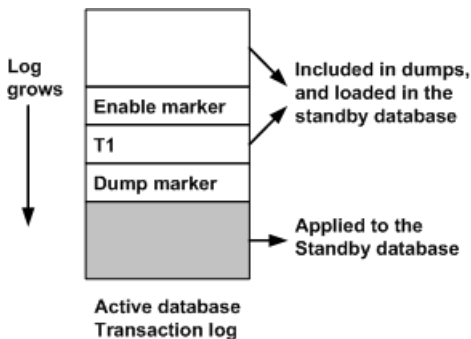 Log
grows
Enable marker
T1
Dump marker
Included in dumps,
and loaded in the
standby database
Applied to the
Standby database
Active database
Transaction log